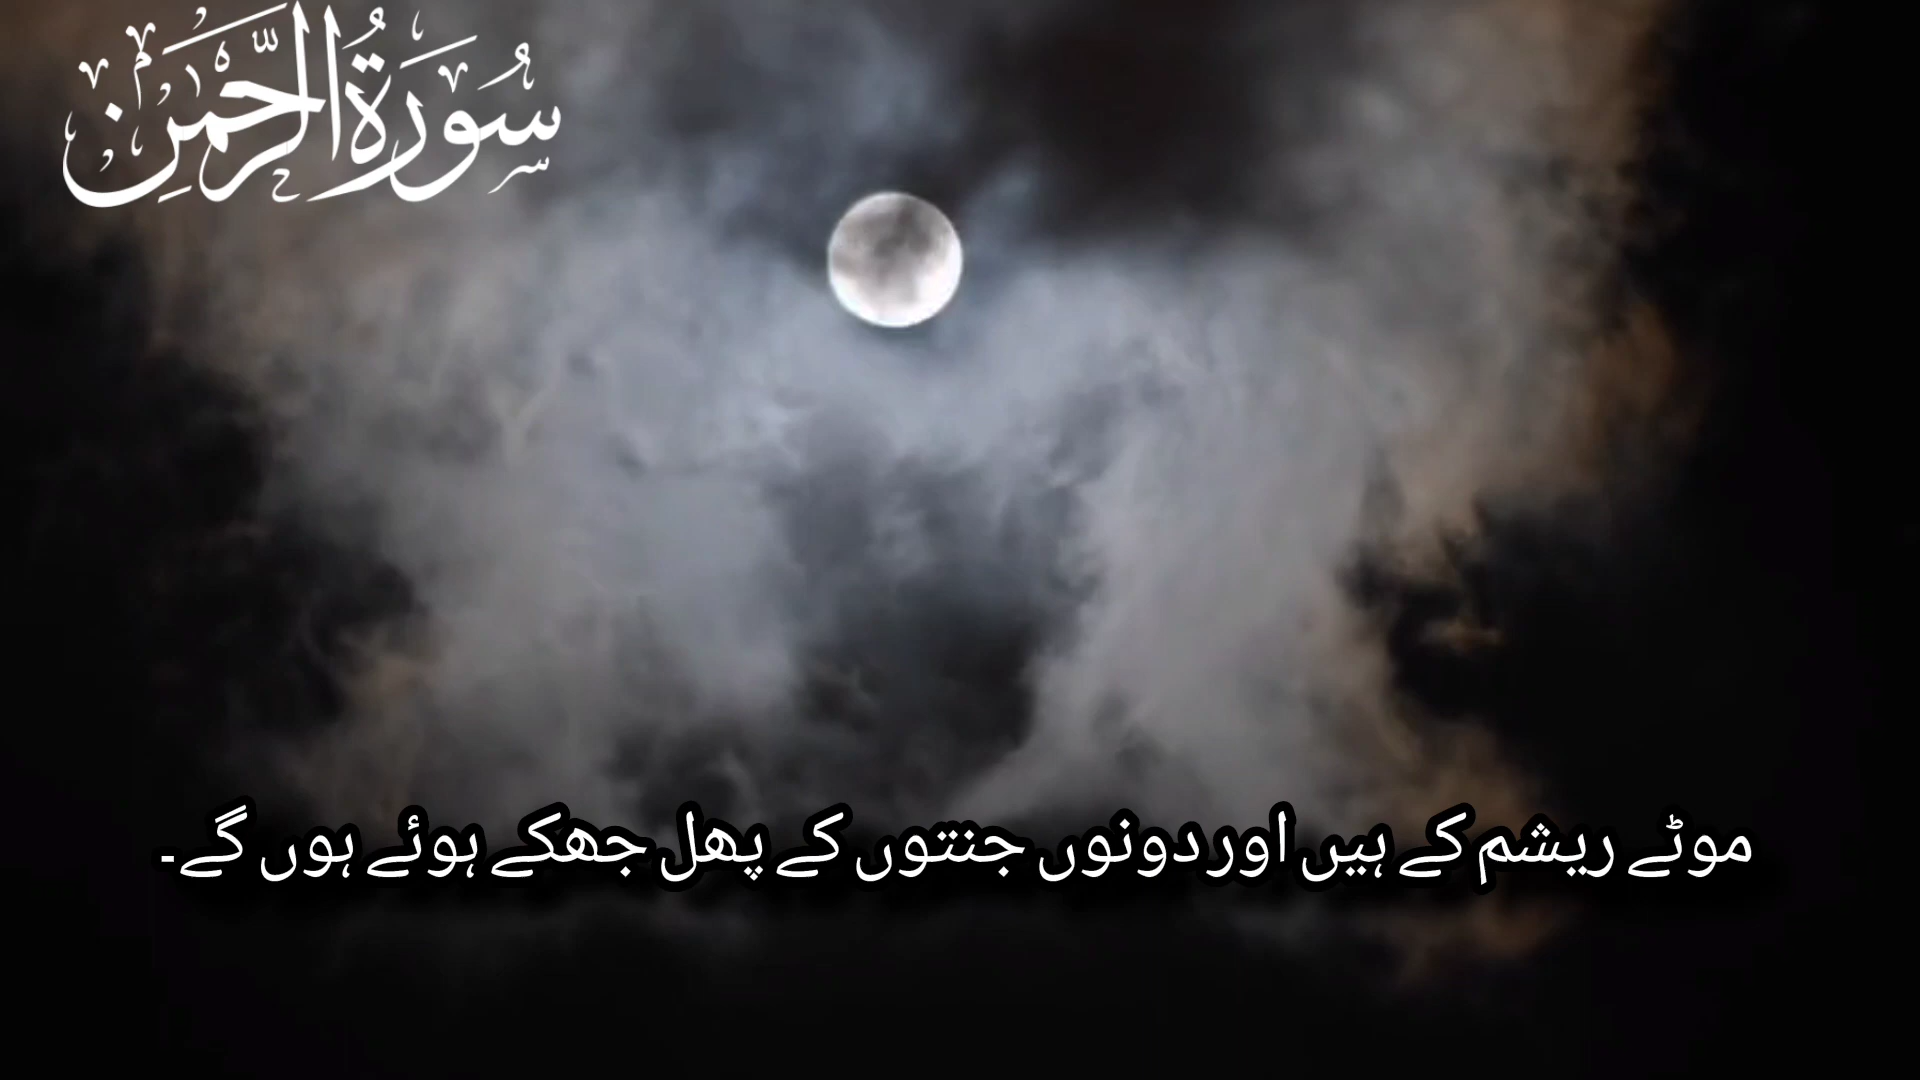 سُورَةُ الرَّحْمَٰنِ
موٹے ریشم کے ہیں اور دونوں جنتوں کے پھل جھکے ہوئے ہوں گے۔